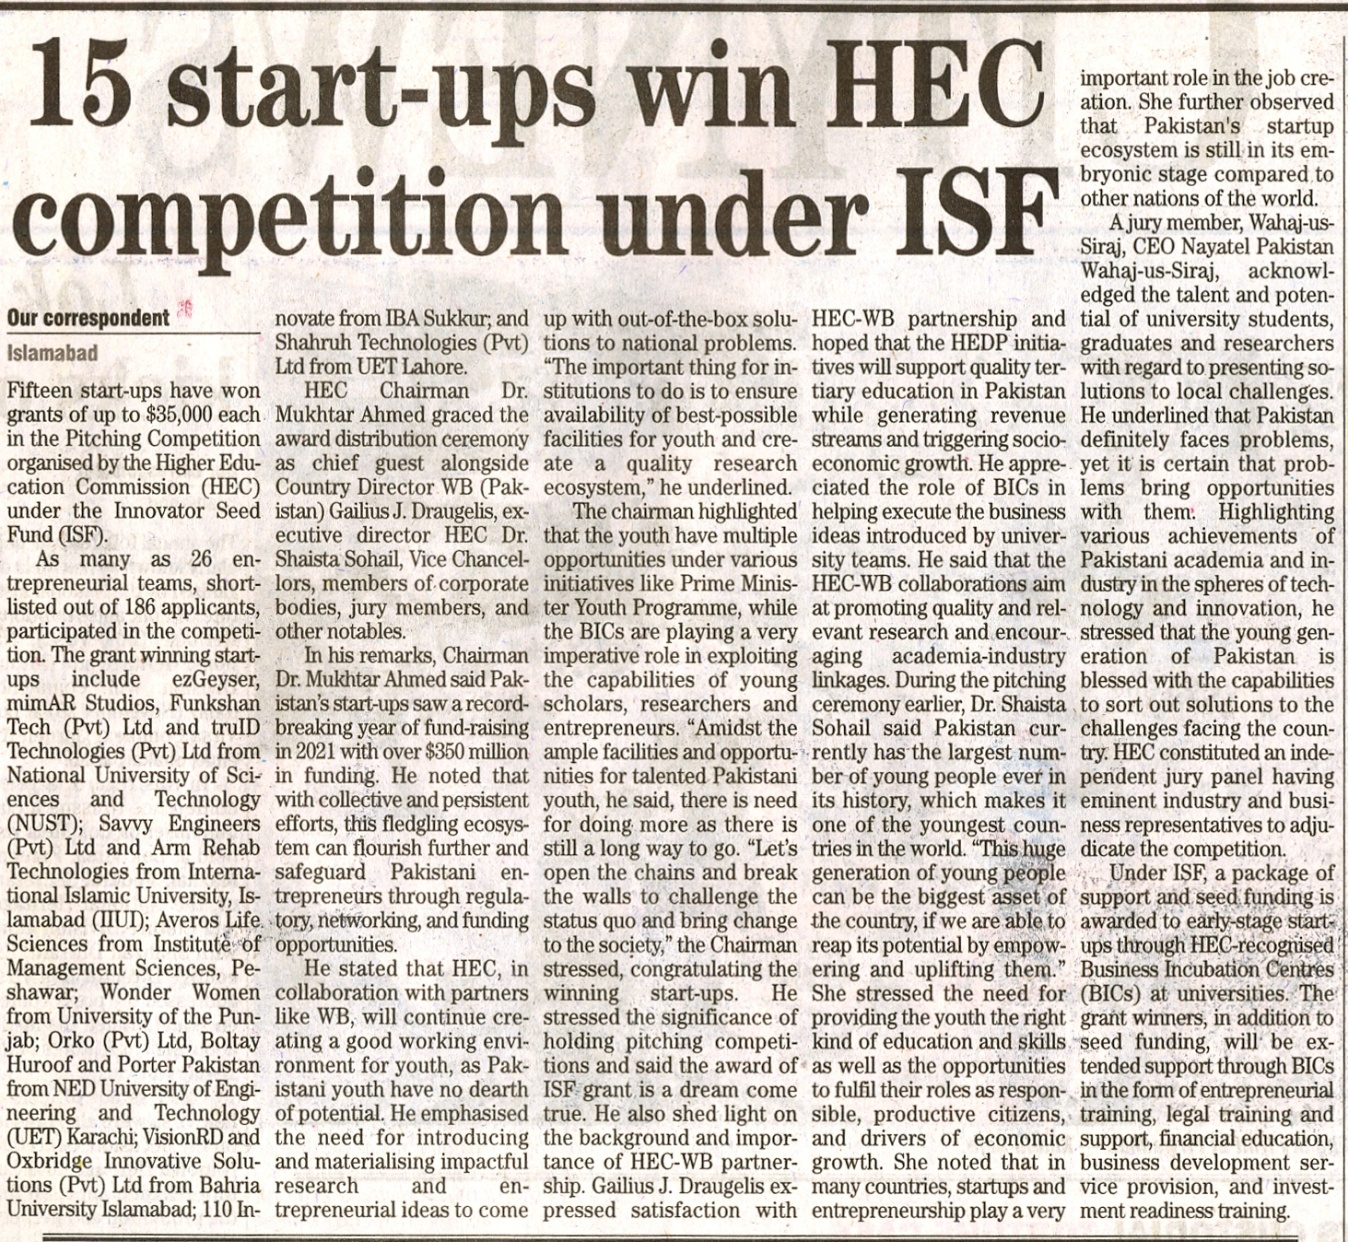 15 start-ups win HEC
competition under ISF
Our correspondent
Islamabad
Fifteen start-ups have won
grants of up to $35,000 each
in the Pitching Competition
organised by the Higher Edu-
cation Commission (HEC)
under the Innovator Seed
Fund (ISF).
As many as 26 en-
trepreneurial teams, short-
listed out of 186 applicants,
participated in the competi-
tion. The grant winning start-
ups include ezGeyser,
mimAR Studios, Funkshan
Tech (Pvt) Ltd and truID
Technologies (Pvt) Ltd from
National University of Sci-
ences and Technology
(NUST); Savvy Engineers
(Pvt) Ltd and Arm Rehab
Technologies from Interna-
tional Islamic University, Is-
lamabad (IIUI); Averos Life
Sciences from Institute of
Management Sciences, Pe-
shawar; Wonder Women
from University of the Pun-
jab; Orko (Pvt) Ltd, Boltay
Huroof and Porter Pakistan
from NED University of Engi-
neering and Technology
(UET) Karachi; VisionRD and
Oxbridge Innovative Solu-
tions (Pvt) Ltd from Bahria
University Islamabad; 110 In-
novate from IBA Sukkur; and
Shahruh Technologies (Pvt)
Ltd from UET Lahore.
HEC Chairman Dr.
Mukhtar Ahmed graced the
award distribution ceremony
as chief guest alongside
Country Director WB (Pak-
istan) Gailius J. Draugelis, ex-
ecutive director HEC Dr.
Shaista Sohail, Vice Chancel-
lors, members of corporate
bodies, jury members, and
other notables.
In his remarks, Chairman
Dr. Mukhtar Ahmed said Pak-
istan's start-ups saw a record-
breaking year of fund-raising
in 2021 with over $350 million
in funding. He noted that
with collective and persistent
efforts, this fledgling ecosys-
tem can flourish further and
safeguard Pakistani en-
trepreneurs through regula-
tory, networking, and funding
opportunities.
He stated that HEC, in
collaboration with partners
like WB, will continue cre-
ating a good working envi-
ronment for youth, as Pak-
istani youth have no dearth
of potential. He emphasised
the need for introducing
and materialising impactful
research and en-
trepreneurial ideas to come
up with out-of-the-box solu-
tions to national problems.
“The important thing for in-
stitutions to do is to ensure
availability of best-possible
facilities for youth and cre-
ate a quality research
ecosystem,” he underlined.
The chairman highlighted
that the youth have multiple
opportunities under various
initiatives like Prime Minis-
ter Youth Programme, while
the BICs are playing a very
imperative role in exploiting
the capabilities of young
scholars, researchers and
entrepreneurs. “Amidst the
ample facilities and opportu-
nities for talented Pakistani
youth, he said, there is need
for doing more as there is
still a long way to go. “Let's
open the chains and break
the walls to challenge the
status quo and bring change
to the society,” the Chairman
stressed, congratulating the
winning start-ups. He
stressed the significance of
holding pitching competi-
tions and said the award of
ISF grant is a dream come
true. He also shed light on
the background and impor-
tance of HEC-WB partner-
ship. Gailius J. Draugelis ex-
pressed satisfaction with
HEC-WB partnership and
hoped that the HEDP initia-
tives will support quality ter-
tiary education in Pakistan
while generating revenue
streams and triggering socio-
economic growth. He appre-
ciated the role of BICs in
helping execute the business
ideas introduced by univer-
sity teams. He said that the
HEC-WB collaborations aim
at promoting quality and rel-
evant research and encour-
aging academia-industry
linkages. During the pitching
ceremony earlier, Dr. Shaista
Sohail said Pakistan cur-
rently has the largest num-
ber of young people ever in
its history, which makes it
one of the youngest coun-
tries in the world. “This huge
generation of young people
can be the biggest asset of
the country, if we are able to
reap its potential by empow-
ering and uplifting them.”
She stressed the need for
providing the youth the right
kind of education and skills
as well as the opportunities
to fulfil their roles as respon-
sible, productive citizens,
and drivers of economic
growth. She noted that in
many countries, startups and
entrepreneurship play a very
important role in the job cre-
ation. She further observed
that Pakistan's startup
ecosystem is still in its em-
bryonic stage compared to
other nations of the world.
A jury member, Wahaj-us-
Siraj, CEO Nayatel Pakistan
Wahaj-us-Siraj, acknowl-
edged the talent and poten-
tial of university students,
graduates and researchers
with regard to presenting so-
lutions to local challenges.
He underlined that Pakistan
definitely faces problems,
yet it is certain that prob-
lems bring opportunities
with them. Highlighting
various achievements of
Pakistani academia and in-
dustry in the spheres of tech-
nology and innovation, he
stressed that the young gen-
eration of Pakistan is
blessed with the capabilities
to sort out solutions to the
challenges facing the coun-
try. HEC constituted an inde-
pendent jury panel having
eminent industry and busi-
ness representatives to adju-
dicate the competition.
Under ISF, a package of
support and seed funding is
awarded to early-stage start-
ups through HEC-recognised
Business Incubation Centres
(BICs) at universities. The
grant winners, in addition to
seed funding, will be ex-
tended support through BICs
in the form of entrepreneurial
training, legal training and
support, financial education,
business development ser-
vice provision, and invest-
ment readiness training.